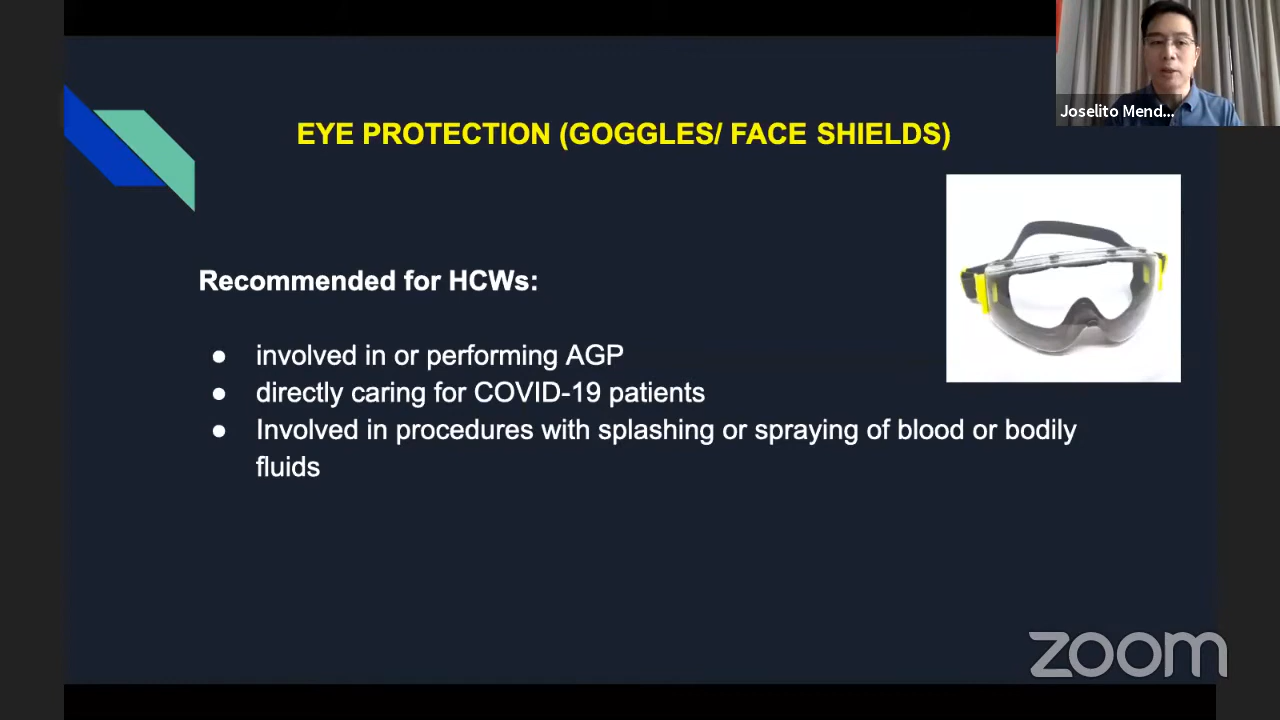 Joselito Mend...
EYE PROTECTION (GOGGLES/ FACE SHIELDS)
Recommended for HCWs:
● involved in or performing AGP
● directly caring for COVID-19 patients
● Involved in procedures with splashing or spraying of blood or bodily
fluids
zoom